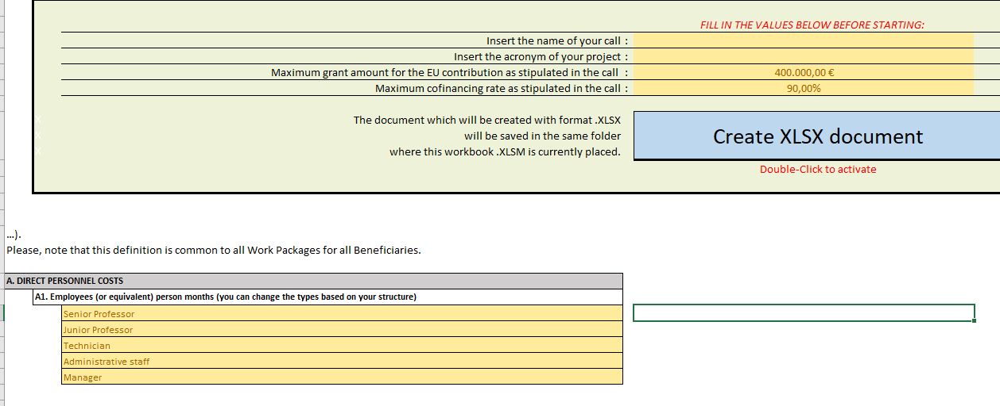 FILL IN THE VALUES BELOW BEFORE STARTING:
Insert the name of your call :
Insert the acronym of your project :
Maximum grant amount for the EU contribution as stipulated in the call : 400.000,00 €
Maximum cofinancing rate as stipulated in the call : 90,00%
X The document which will be created with format .XLSX
X will be saved in the same folder
X where this workbook .XLSM is currently placed.
Create XLSX document
Double-Click to activate
...).
Please, note that this definition is common to all Work Packages for all Beneficiaries.
A. DIRECT PERSONNEL COSTS
A1. Employees (or equivalent) person months (you can change the types based on your structure)
Senior Professor
Junior Professor
Technician
Administrative staff
Manager